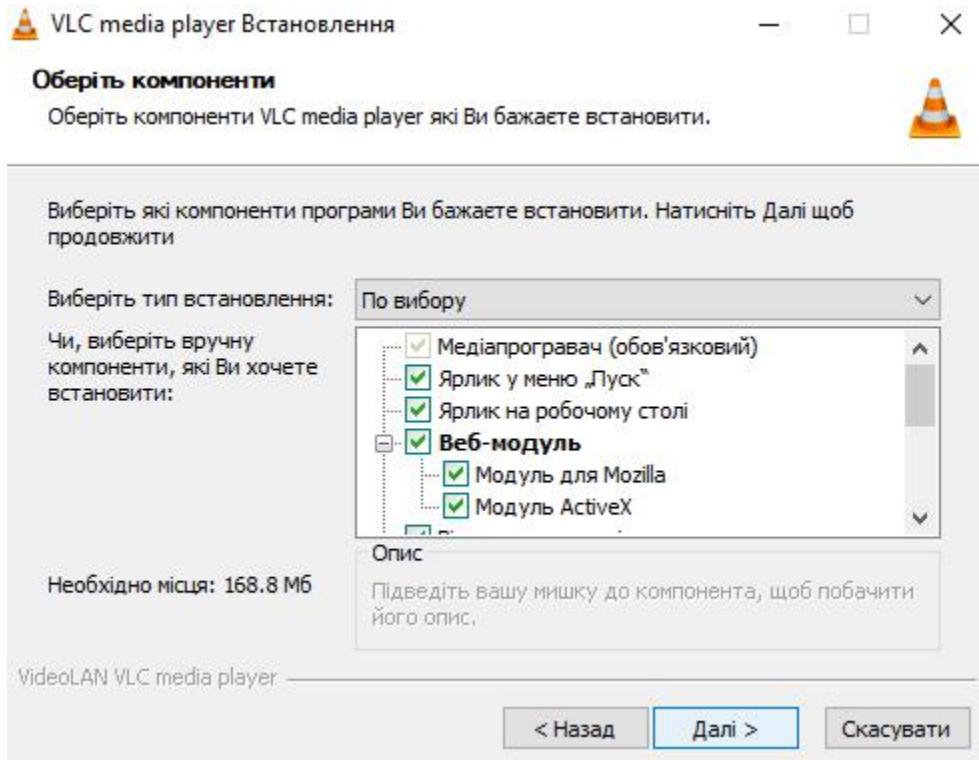 VLC media player Встановлення
Оберіть компоненти
Оберіть компоненти VLC media player які Ви бажаєте встановити.
Виберіть які компоненти програми Ви бажаєте встановити. Натисніть Далі щоб
продовжити
Виберіть тип встановлення:
По вибору
Чи, виберіть вручну
компоненти, які Ви хочете
встановити:
Медіапрогравач (обов'язковий)
Ярлик у меню „Пуск“
Ярлик на робочому столі
Веб-модуль
Модуль для Mozilla
Модуль ActiveX
Необхідно місця: 168.8 Мб
Опис
Підведіть вашу мишку до компонента, щоб побачити
його опис.
VideoLAN VLC media player
< Назад
Далі >
Скасувати